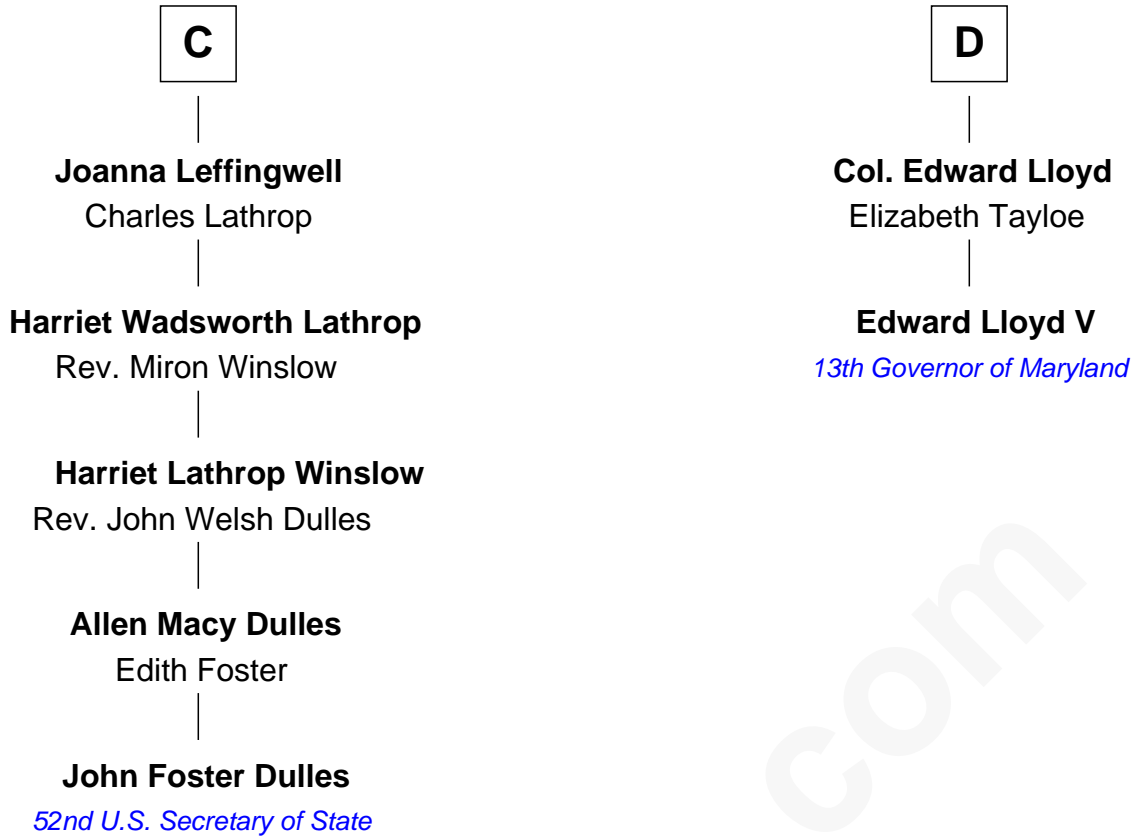 C
Joanna Leffingwell
Charles Lathrop
Harriet Wadsworth Lathrop
Rev. Miron Winslow
Harriet Lathrop Winslow
Rev. John Welsh Dulles
Allen Macy Dulles
Edith Foster
John Foster Dulles
52nd U.S. Secretary of State
D
Col. Edward Lloyd
Elizabeth Tayloe
Edward Lloyd V
13th Governor of Maryland
com